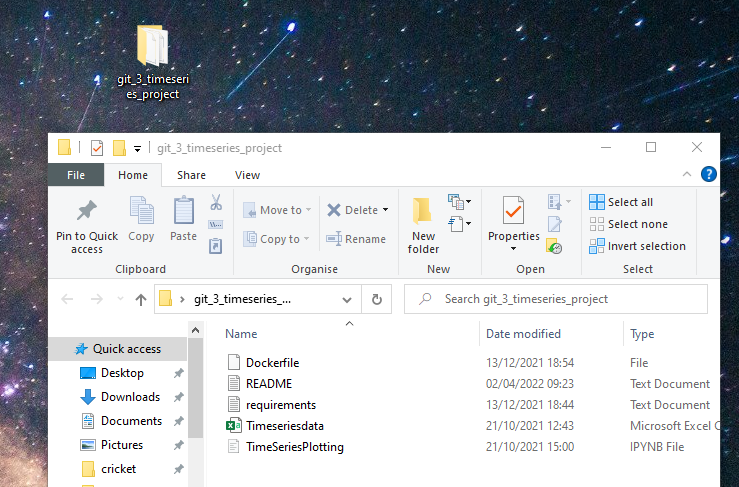 git_3_timeseri
es_project
git_3_timeseries_project
File Home Share View
Pin to Quick
access
Copy
Paste
Move to
Copy to
Delete
Rename
New
folder
Properties
Select all
Select none
Invert selection
Clipboard Organise New Open Select
git_3_timeseries_... Search git_3_timeseries_project
Name Date modified Type
Quick access
Desktop
Downloads
Documents
Pictures
cricket
Dockerfile 13/12/2021 18:54 File
README 02/04/2022 09:23 Text Document
requirements 13/12/2021 18:44 Text Document
Timeseriesdata 21/10/2021 12:43 Microsoft Excel C
TimeSeriesPlotting 21/10/2021 15:00 IPYNB File